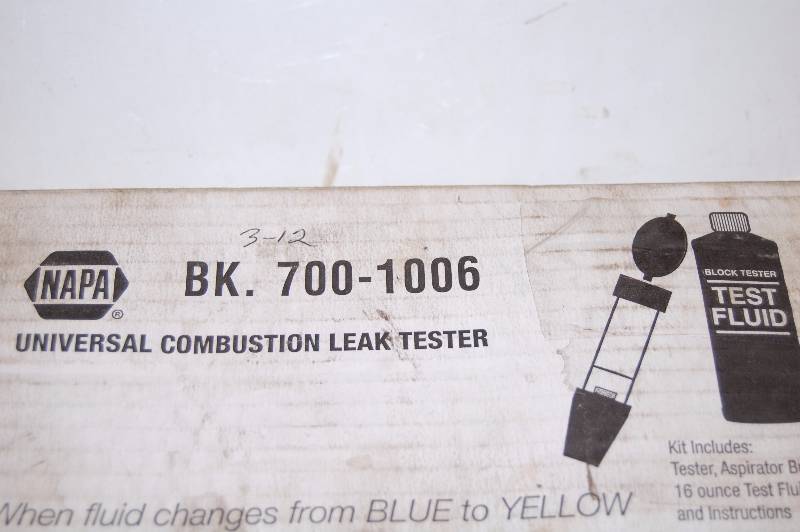 3-12
NAPA
®
BK. 700-1006
UNIVERSAL COMBUSTION LEAK TESTER
BLOCK TESTER
TEST
FLUID
Kit Includes:
Tester, Aspirator
16 ounce Test
and Instructions
When fluid changes from BLUE to YELLOW